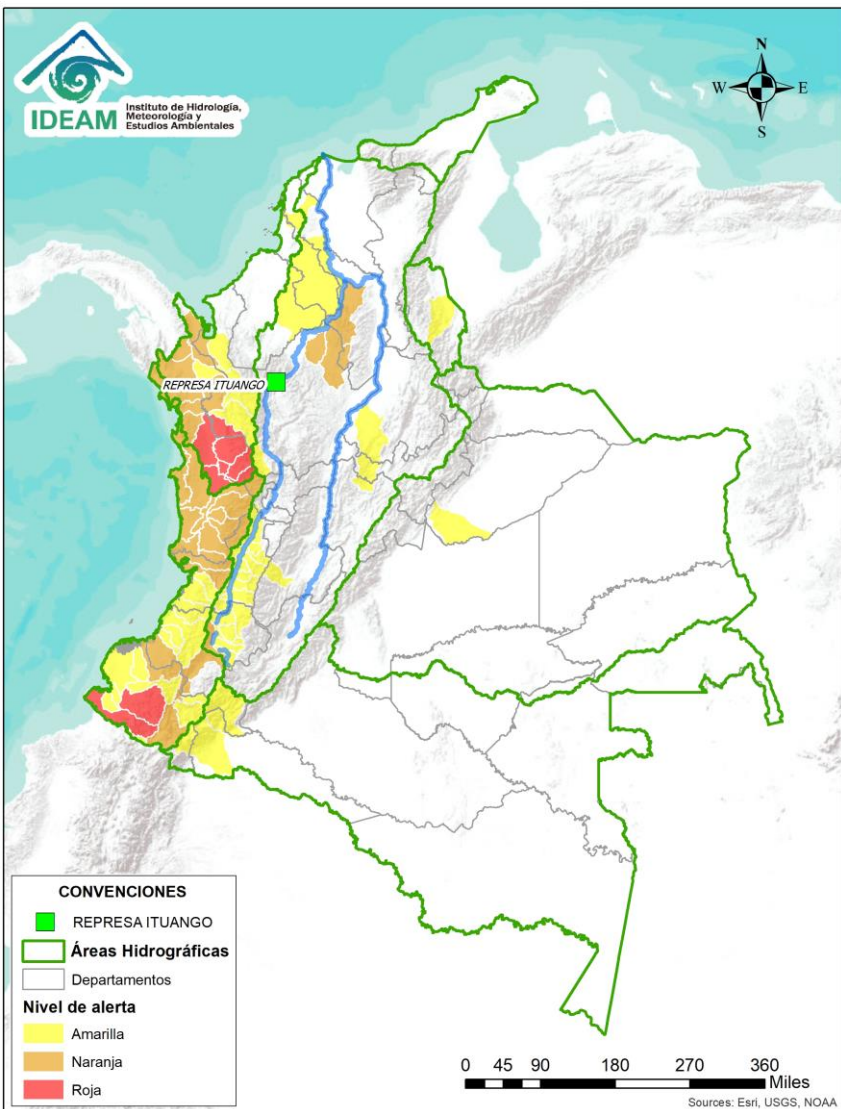 IDEAM
Instituto de Hidrología,
Meteorología y
Estudios Ambientales
N
W
E
S
REPRESA ITUANGO
CONVENCIONES
REPRESA ITUANGO
Áreas Hidrográficas
Departamentos
Nivel de alerta
Amarilla
Naranja
Roja
0 45 90 180 270 360
Miles
Sources: Esri, USGS, NOAA